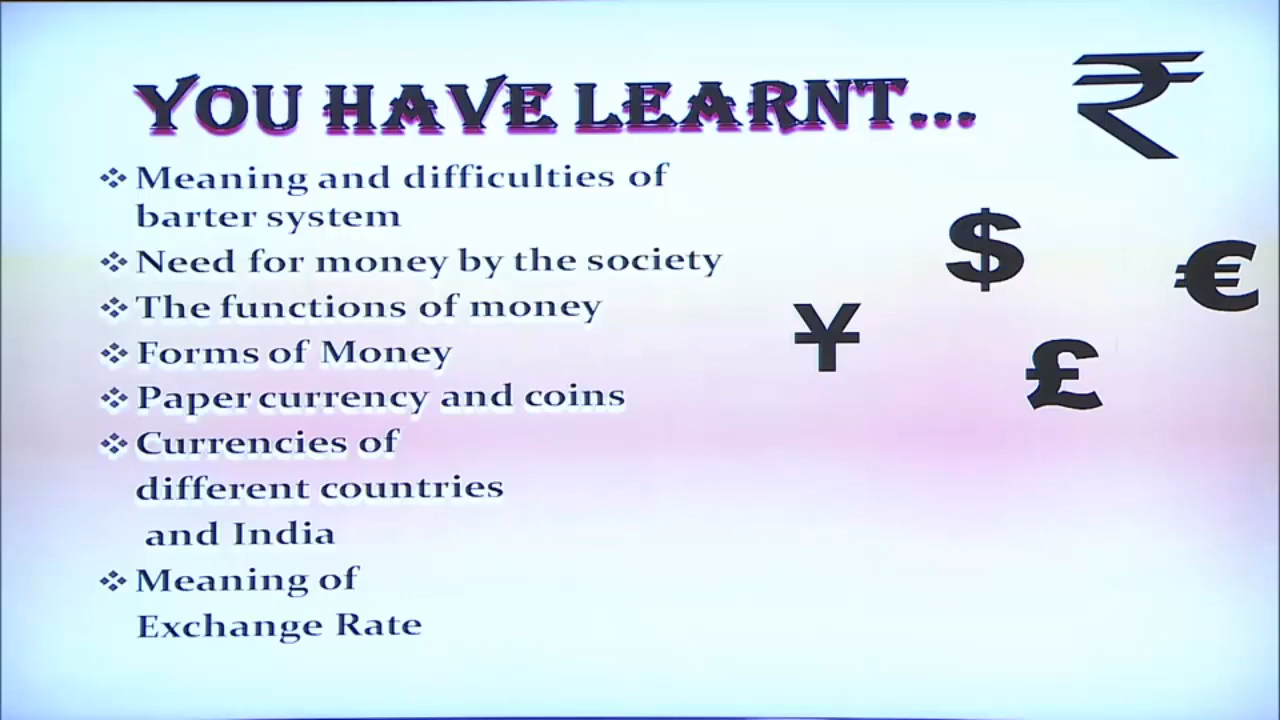 YOU HAVE LEARNT...
₹
❖ Meaning and difficulties of
barter system
❖ Need for money by the society
❖ The functions of money
❖ Forms of Money
❖ Paper currency and coins
❖ Currencies of
different countries
and India
❖ Meaning of
Exchange Rate
$
€
¥
£